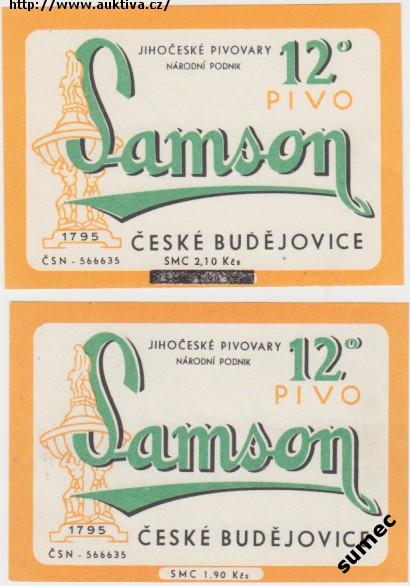 http://www.auktiva.cz/
JIHOČESKÉ PIVOVARY
NÁRODNÍ PODNIK
12°
PIVO
Samson
1795
ČESKÉ BUDĚJOVICE
ČSN - 566635
SMC 2,10 Kčs
JIHOČESKÉ PIVOVARY
NÁRODNÍ PODNIK
12°
PIVO
Samson
1795
ČESKÉ BUDĚJOVICE
ČSN - 566635
SMC 1,90 Kčs
sumec